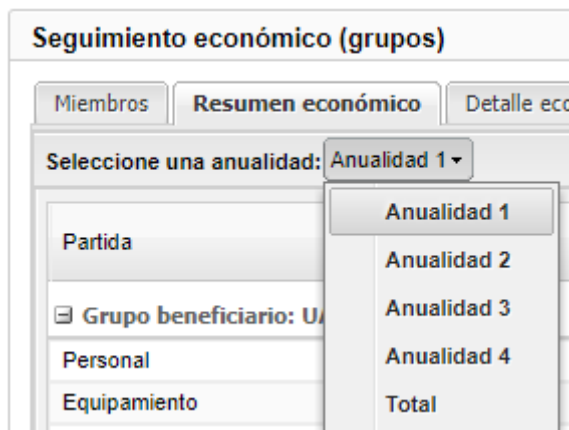 Seguimiento económico (grupos)
Miembros Resumen económico Detalle
Seleccione una anualidad: Anualidad 1
Anualidad 1
Partida
Anualidad 2
Grupo beneficiario:
Anualidad 3
Personal
Anualidad 4
Equipamiento
Total